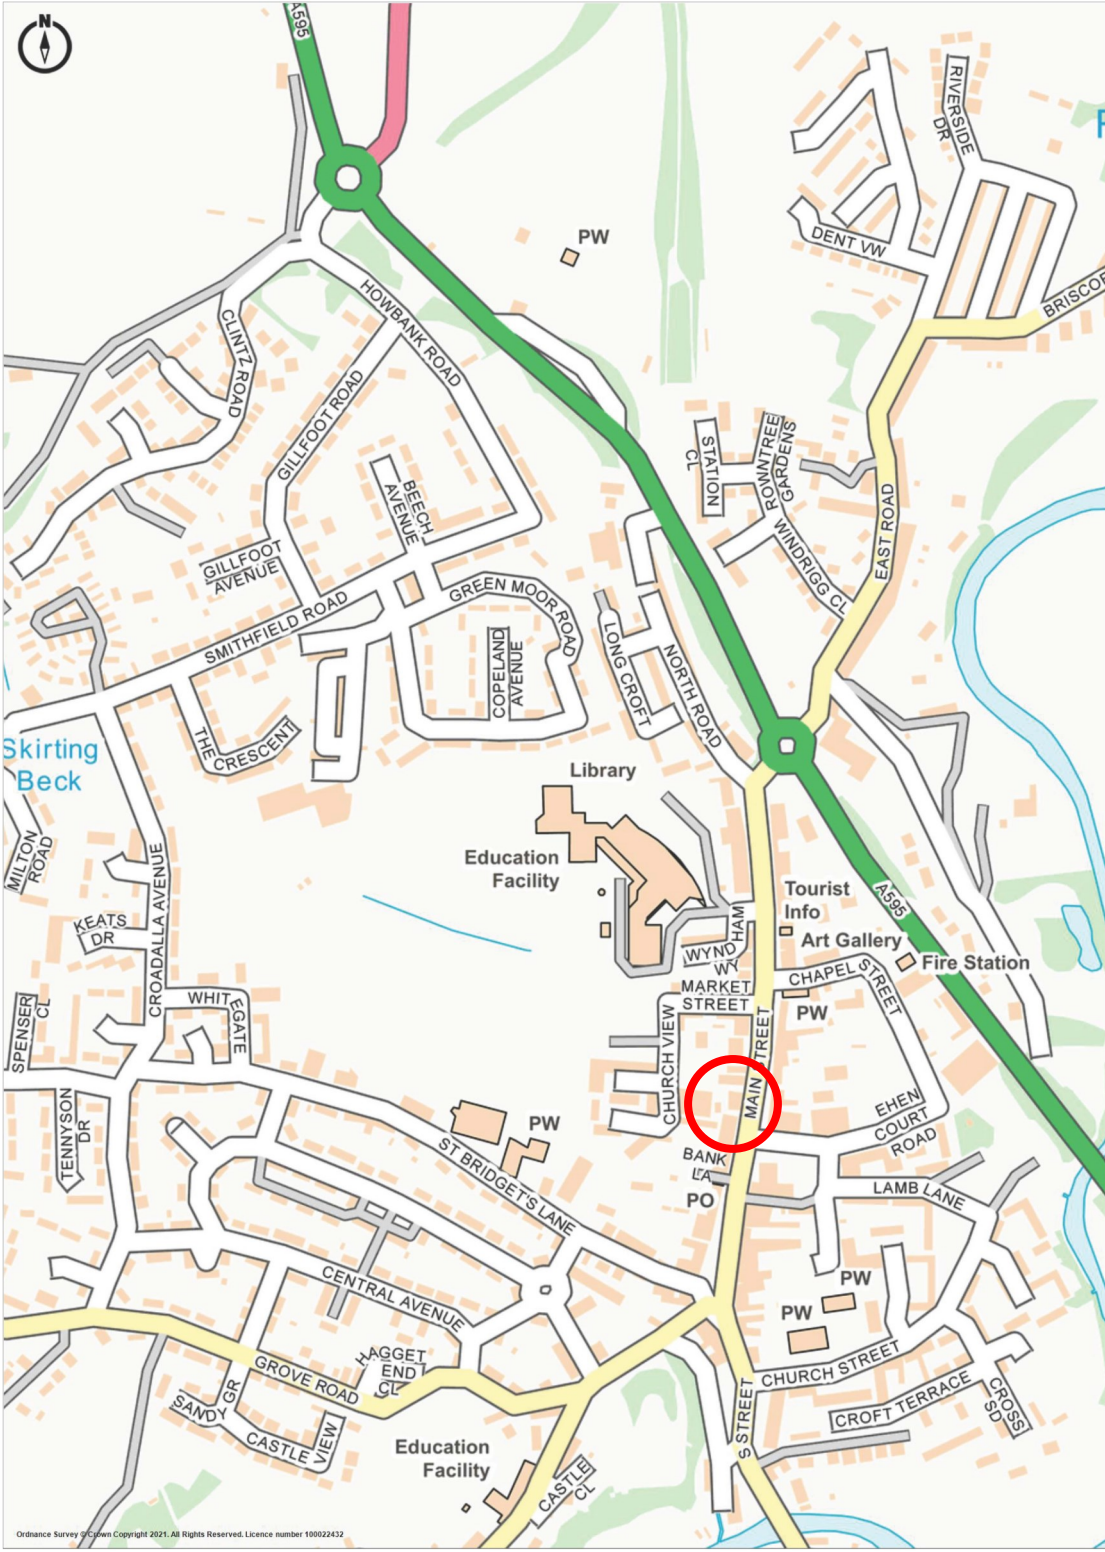 N
A595
RIVERSIDE
DR
PW
DENT VW
HOWBANK ROAD
CLINTZ ROAD
GILLFOOT ROAD
STATION
CL
ROWNTREE
GARDENS
BEECH
AVENUE
WINDRIGG CL
EAST ROAD
GILLFOOT
AVENUE
GREEN MOOR ROAD
SMITHFIELD ROAD
COPELAND
AVENUE
LONG CROFT
NORTH ROAD
THE
CRESCENT
Skirting
Beck
Library
MILTON
ROAD
Education
Facility
CROADALLA AVENUE
Tourist
Info
A595
KEATS
DR
WYND
HAM
WY
Art Gallery
Fire Station
CHAPEL STREET
MARKET
STREET
PW
SPENSER
CL
WHITEGATE
CHURCH VIEW
MAIN STREET
TENNYSON
DR
PW
ST BRIDGET'S LANE
EHEN
COURT
ROAD
BANK
LA
PO
LAMB LANE
CENTRAL AVENUE
PW
PW
HAGGET
END
CL
GROVE ROAD
CHURCH STREET
SANDY GR
CASTLE VIEW
CROFT TERRACE
CROSS
SD
S STREET
Education
Facility
CASTLE
CL
Ordnance Survey © Crown Copyright 2021. All Rights Reserved. Licence number 100022432